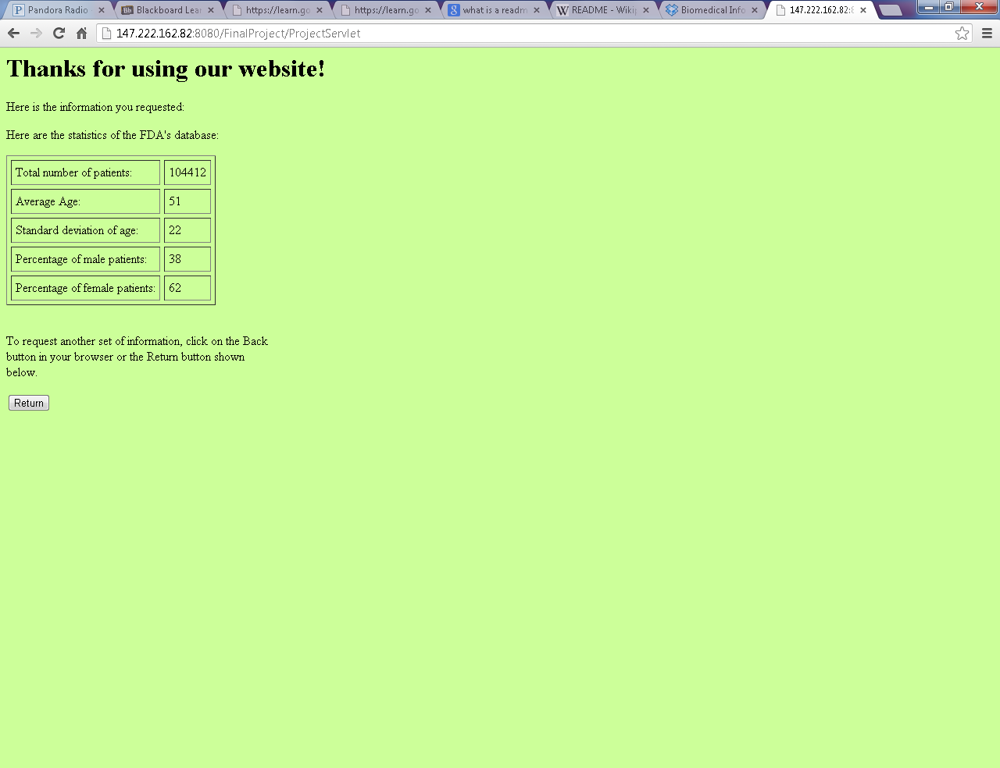 Pandora Radio
Blackboard Lear
https://learn.go
https://learn.go
what is a readm
README - Wikip
Biomedical Info
147.222.162.82:8
147.222.162.82:8080/FinalProject/ProjectServlet
Thanks for using our website!
Here is the information you requested:
Here are the statistics of the FDA's database:
Total number of patients: 104412
Average Age: 51
Standard deviation of age: 22
Percentage of male patients: 38
Percentage of female patients: 62
To request another set of information, click on the Back
button in your browser or the Return button shown
below.
Return